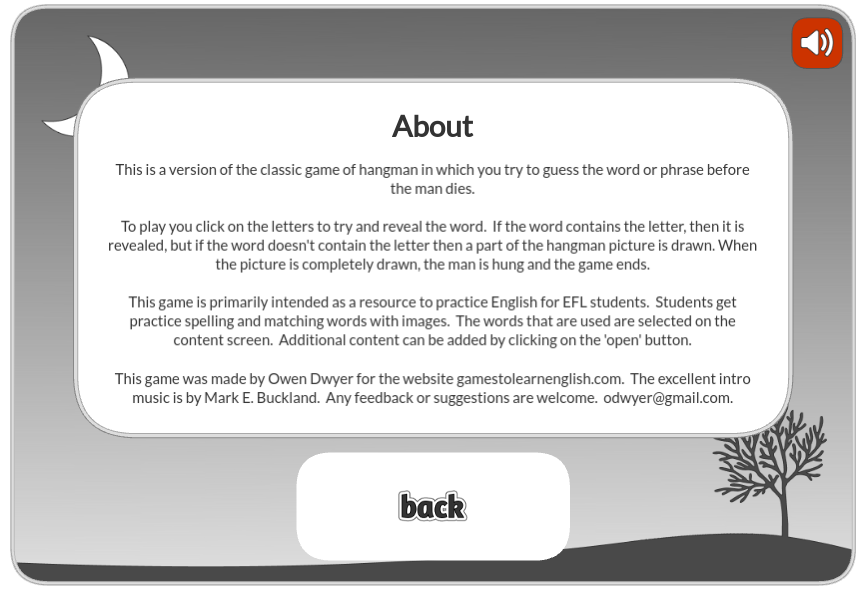 About
This is a version of the classic game of hangman in which you try to guess the word or phrase before
the man dies.
To play you click on the letters to try and reveal the word.  If the word contains the letter, then it is
revealed, but if the word doesn't contain the letter then a part of the hangman picture is drawn. When
the picture is completely drawn, the man is hung and the game ends.
This game is primarily intended as a resource to practice English for EFL students.  Students get
practice spelling and matching words with images.  The words that are used are selected on the
content screen.  Additional content can be added by clicking on the 'open' button.
This game was made by Owen Dwyer for the website gamestolearnenglish.com.  The excellent intro
music is by Mark E. Buckland.  Any feedback or suggestions are welcome.  odwyer@gmail.com.
back